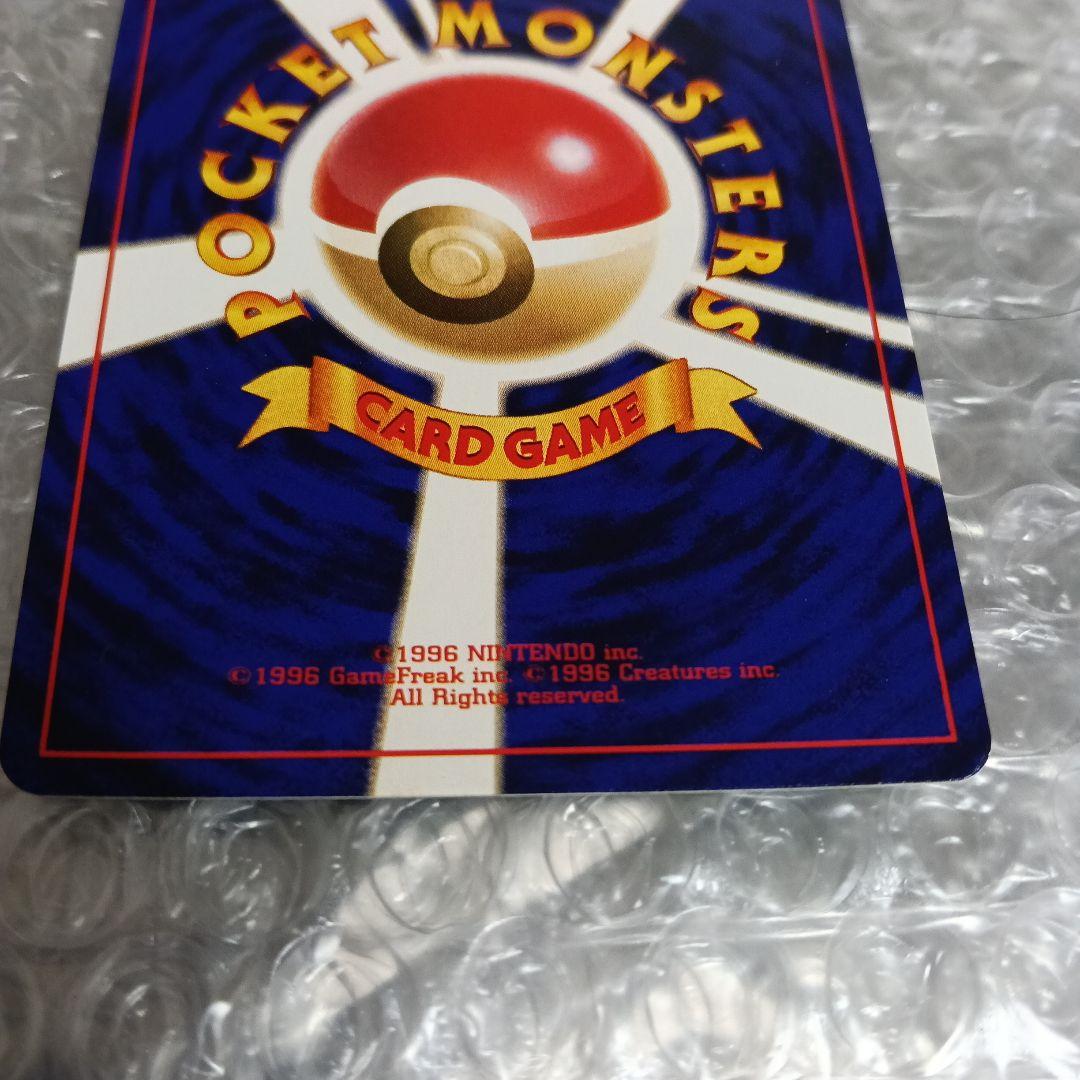 POCKET MONSTERS
CARD GAME
©1996 NINTENDO inc.
©1996 GameFreak inc. ©1996 Creatures inc.
All Rights reserved.